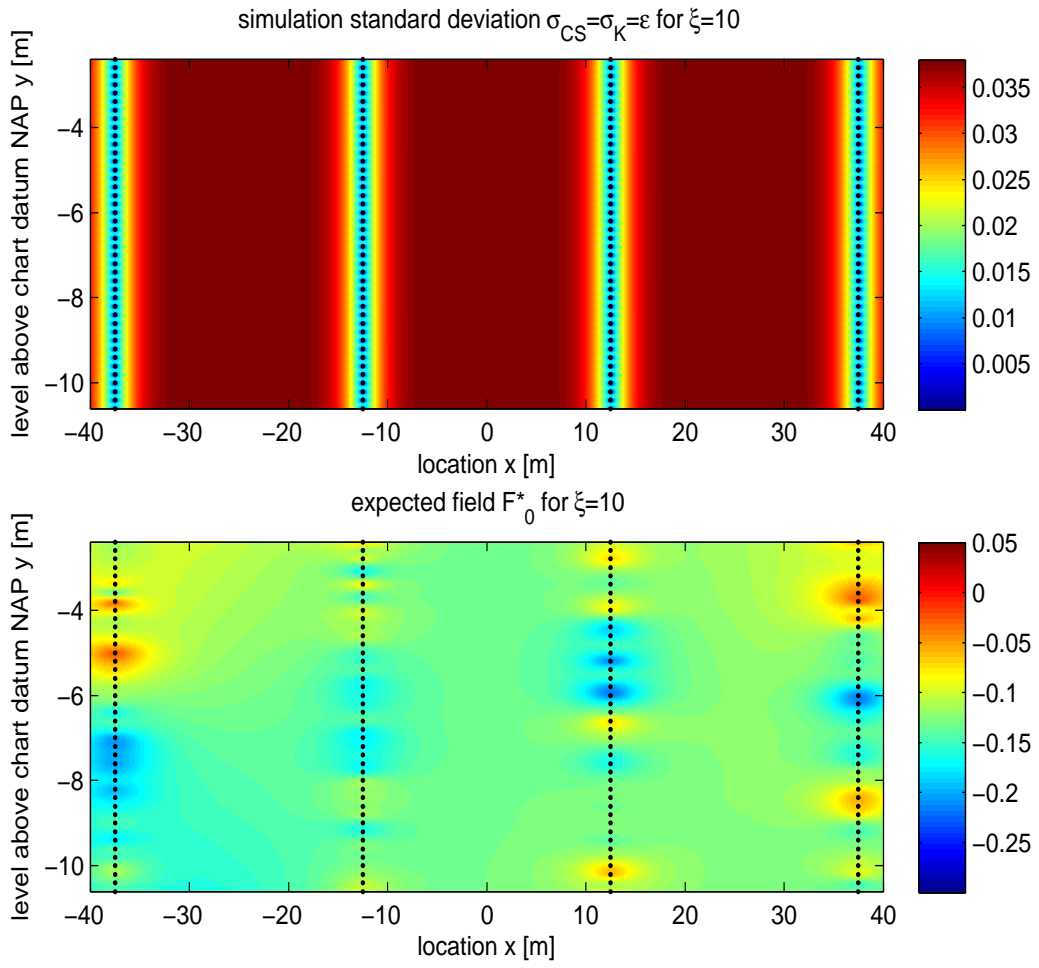 simulation standard deviation σCS=σK=ε for ξ=10
level above chart datum NAP y [m]
−4
−6
−8
−10
−40 −30 −20 −10 0 10 20 30 40
location x [m]
0.035
0.03
0.025
0.02
0.015
0.01
0.005
expected field F*0 for ξ=10
level above chart datum NAP y [m]
−4
−6
−8
−10
−40 −30 −20 −10 0 10 20 30 40
location x [m]
0.05
0
−0.05
−0.1
−0.15
−0.2
−0.25